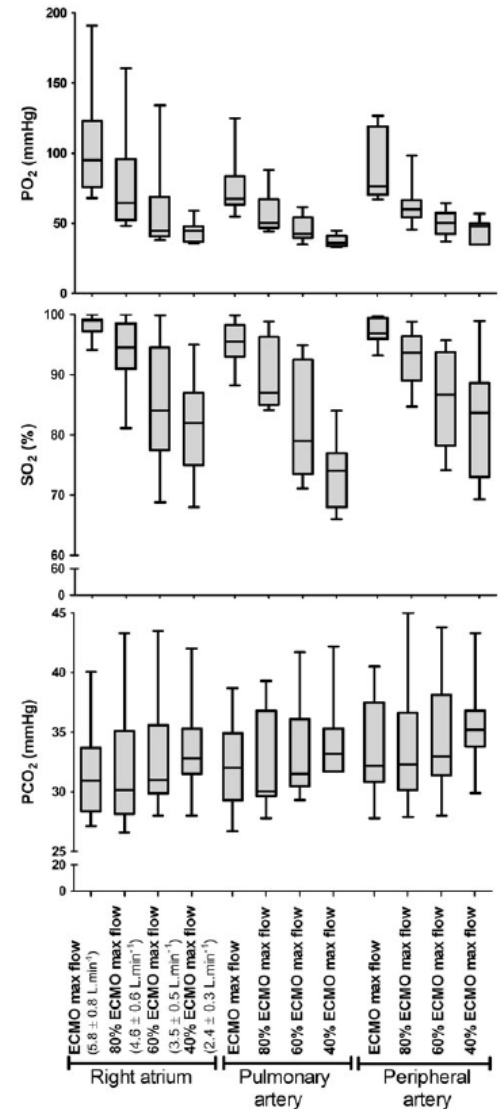 200
150
100
50
0
PO2 (mmHg)
100
90
80
70
60
60
0
SO2 (%)
45
40
35
30
25
20
0
PCO2 (mmHg)
ECMO max flow
(5.8 ± 0.8 L.min-1)
80% ECMO max flow
(4.6 ± 0.6 L.min-1)
60% ECMO max flow
(3.5 ± 0.5 L.min-1)
40% ECMO max flow
(2.4 ± 0.3 L.min-1)
ECMO max flow
80% ECMO max flow
60% ECMO max flow
40% ECMO max flow
ECMO max flow
80% ECMO max flow
60% ECMO max flow
40% ECMO max flow
Right atrium
Pulmonary
artery
Peripheral
artery